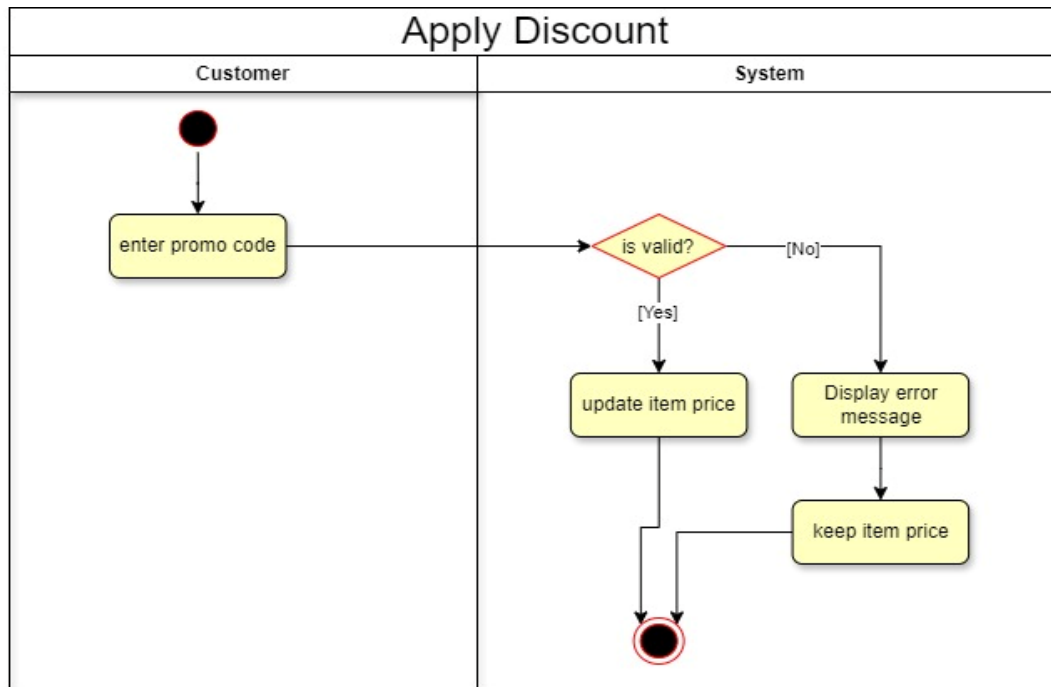 Apply Discount
Customer
System
enter promo code
is valid?
[No]
[Yes]
update item price
Display error
message
keep item price